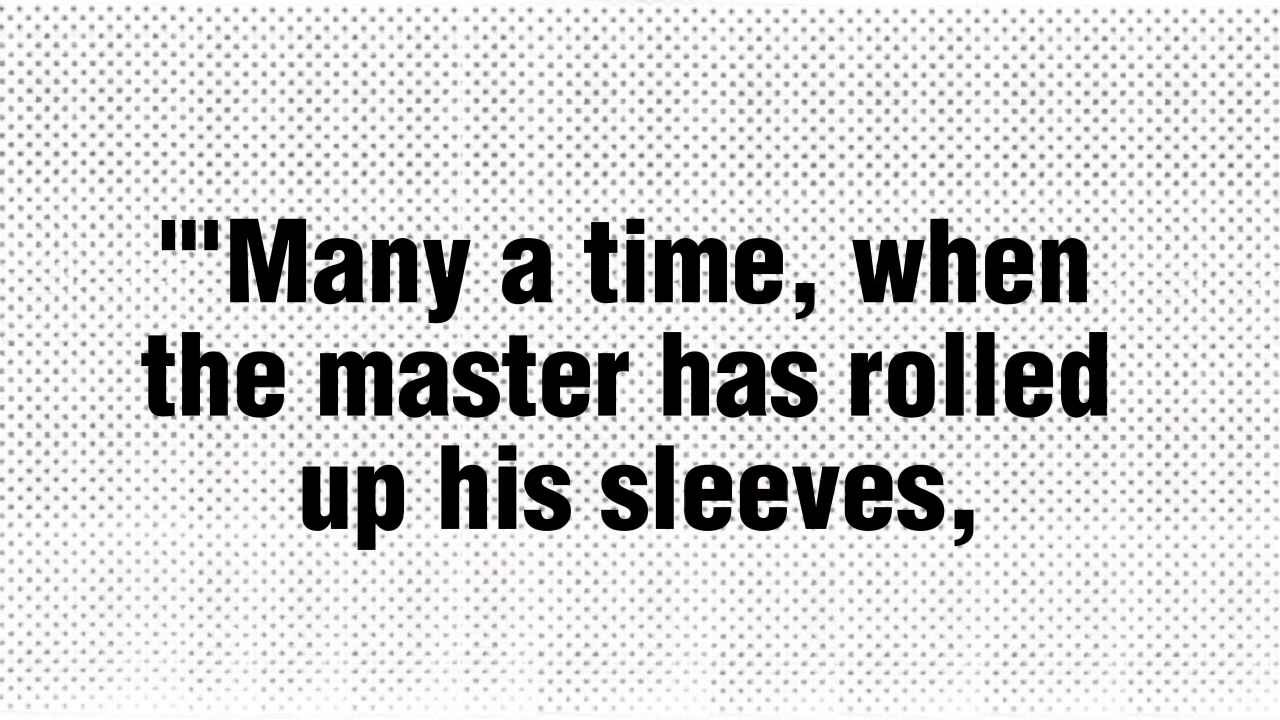 "'Many a time, when
the master has rolled
up his sleeves,